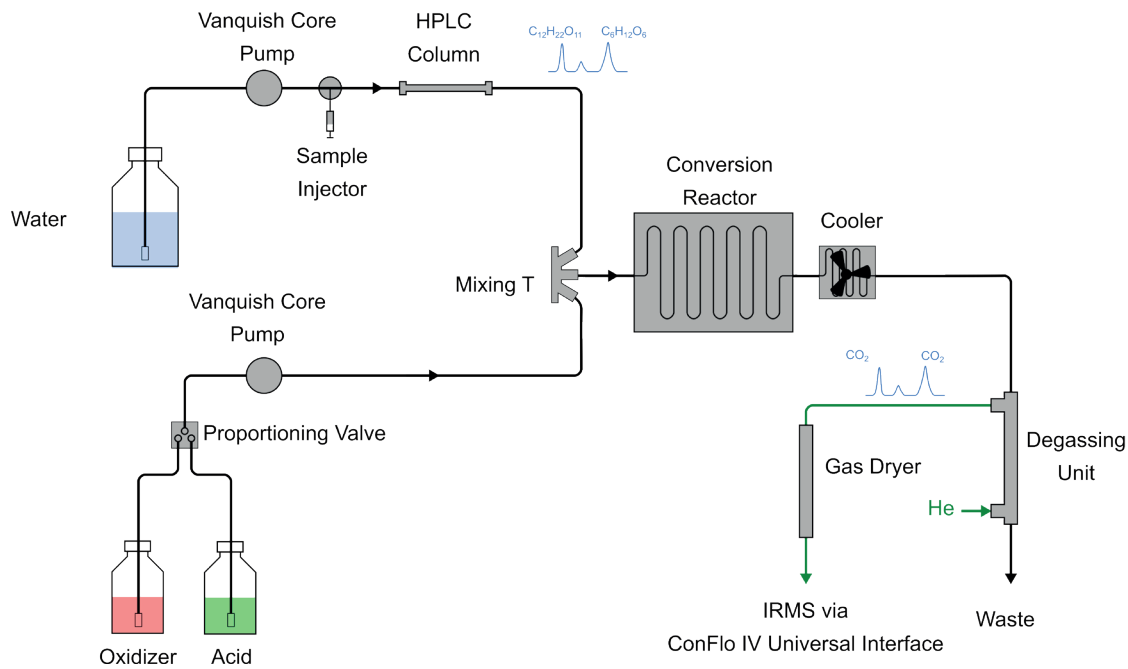 Vanquish Core
Pump
HPLC
Column
C₁₂H₂₂O₁₁
C₆H₁₂O₆
Sample
Injector
Water
Conversion
Reactor
Cooler
Mixing T
Vanquish Core
Pump
CO₂
CO₂
Proportioning Valve
Gas Dryer
Degassing
Unit
He
Oxidizer
Acid
IRMS via
ConFlo IV Universal Interface
Waste